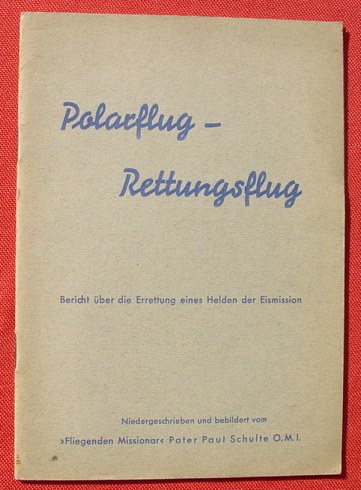 Polarflug –
Rettungsflug
Bericht über die Errettung eines Helden der Eismission
Niedergeschrieben und bebildert vom
»Fliegenden Missionar« Pater Paul Schulte O.M.I.